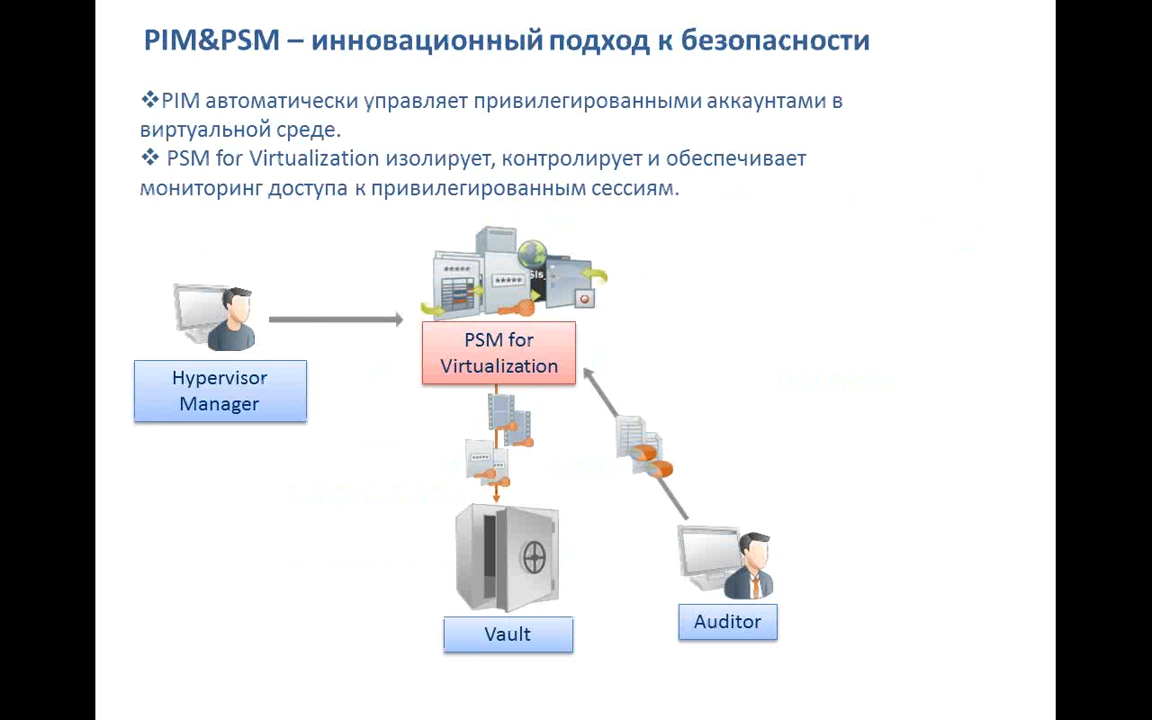 PIM&PSM – инновационный подход к безопасности
❖PIM автоматически управляет привилегированными аккаунтами в
виртуальной среде.
❖ PSM for Virtualization изолирует, контролирует и обеспечивает
мониторинг доступа к привилегированным сессиям.
Hypervisor
Manager
PSM for
Virtualization
Vault
Auditor